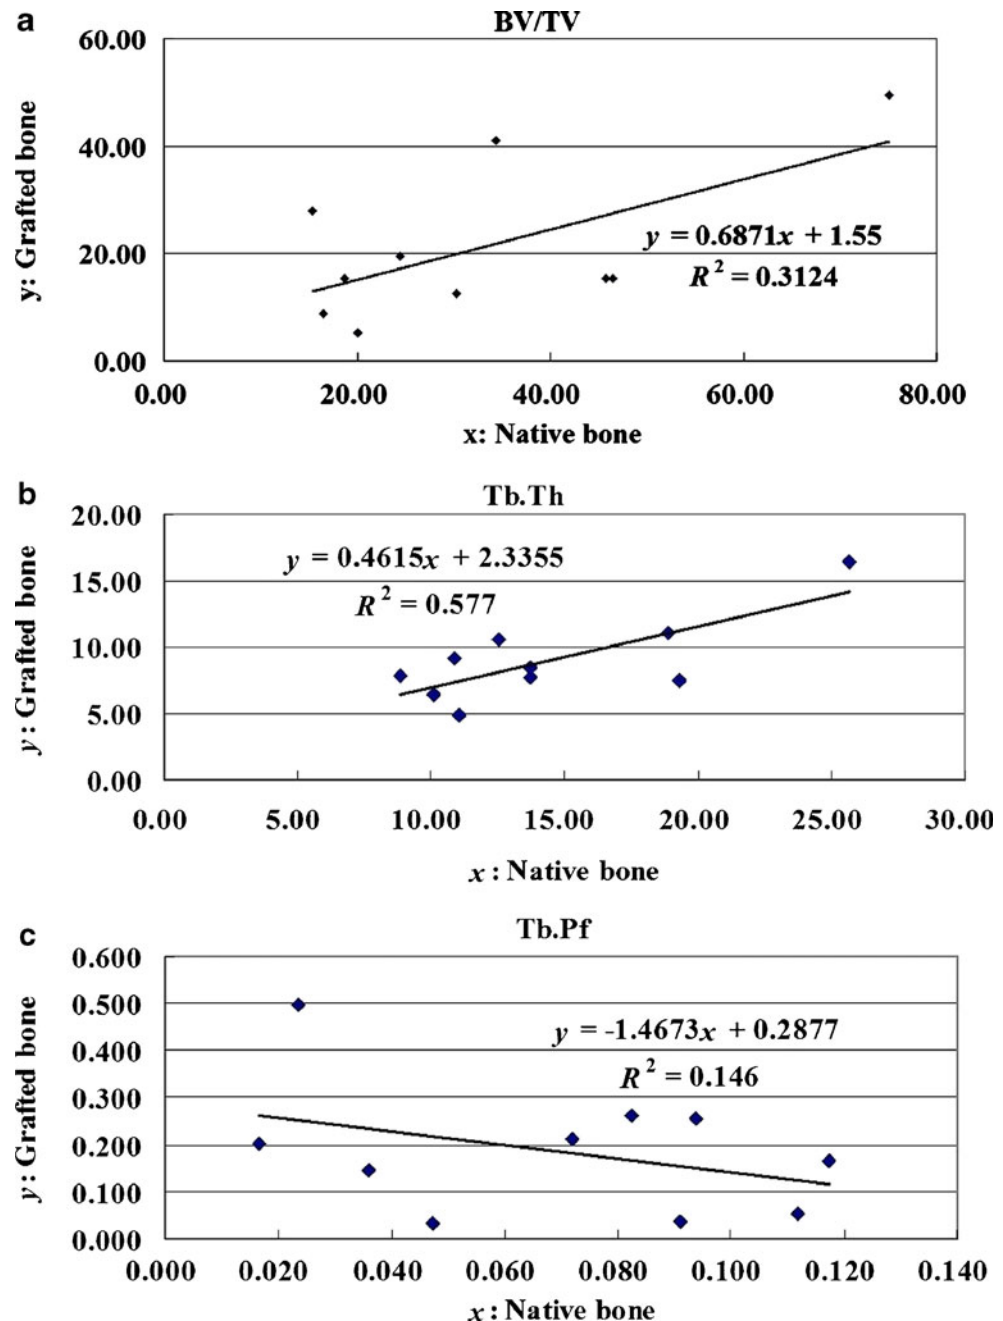 a
BV/TV
60.00
40.00
20.00
0.00
y: Grafted bone
y = 0.6871x + 1.55
R² = 0.3124
0.00 20.00 40.00 60.00 80.00
x: Native bone
b
Tb.Th
20.00
15.00
10.00
5.00
0.00
y: Grafted bone
y = 0.4615x + 2.3355
R² = 0.577
0.00 5.00 10.00 15.00 20.00 25.00 30.00
x : Native bone
c
Tb.Pf
0.600
0.500
0.400
0.300
0.200
0.100
0.000
y: Grafted bone
y = -1.4673x + 0.2877
R² = 0.146
0.000 0.020 0.040 0.060 0.080 0.100 0.120 0.140
x : Native bone